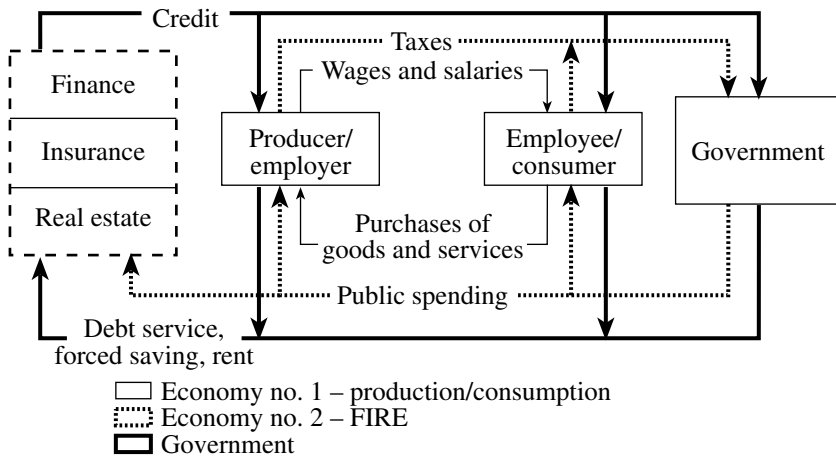 Credit
Taxes
Wages and salaries
Finance
Insurance
Real estate
Producer/
employer
Employee/
consumer
Government
Purchases of
goods and services
Public spending
Debt service,
forced saving, rent
Economy no. 1 – production/consumption
Economy no. 2 – FIRE
Government